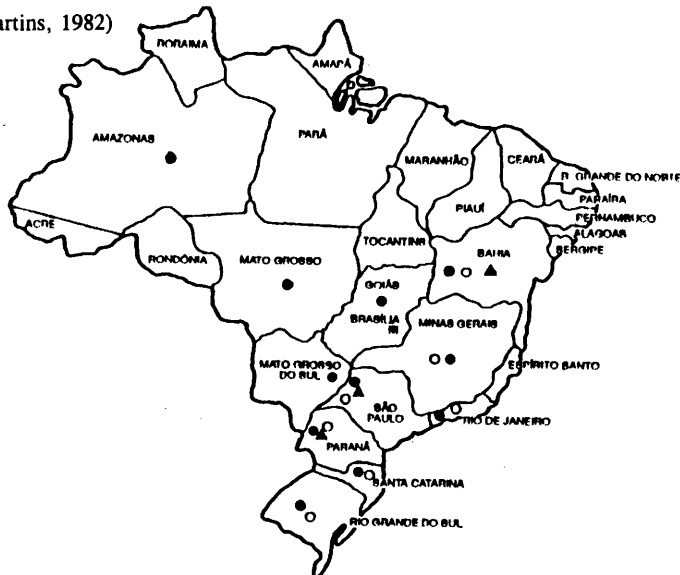 artins, 1982)
RORAIMA
AMAPÁ
AMAZONAS
PARÁ
MARANHÃO
CEARÁ
R. GRANDE DO NORTE
PARAÍRA
PERNAMBUCO
ALAGOAS
SERGIPE
PIAUÍ
ACRE
RONDÔNIA
MATO GROSSO
TOCANTINS
BAHIA
GOIÁS
BRASÍLIA
MINAS GERAIS
ESPÍRITO SANTO
MATO GROSSO
DO SUL
SÃO
PAULO
RIO DE JANEIRO
PARANÁ
SANTA CATARINA
RIO GRANDE DO SUL